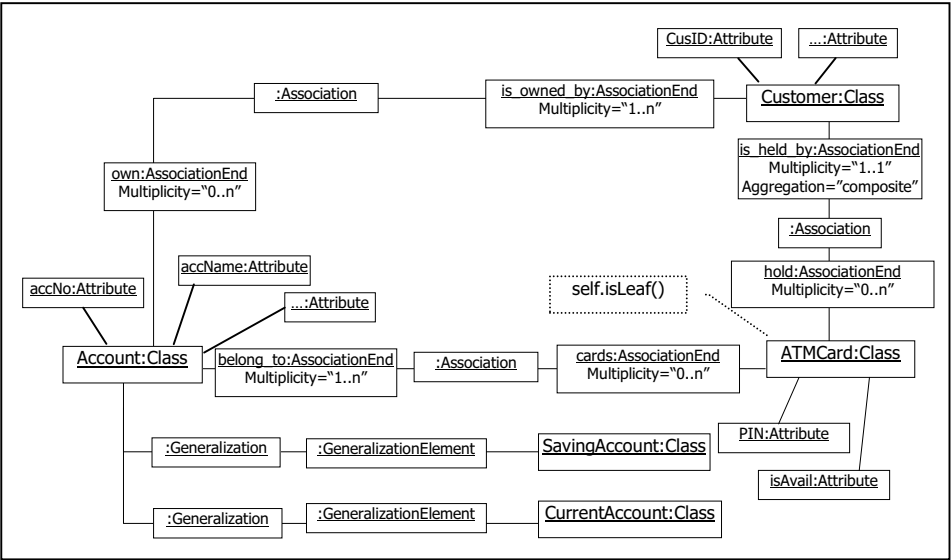 CusID:Attribute
…:Attribute
:Association
is_owned_by:AssociationEnd
Multiplicity=“1..n”
Customer:Class
own:AssociationEnd
Multiplicity=“0..n”
is_held_by:AssociationEnd
Multiplicity=“1..1”
Aggregation=”composite”
:Association
accName:Attribute
accNo:Attribute
…:Attribute
self.isLeaf()
hold:AssociationEnd
Multiplicity=“0..n”
Account:Class
belong_to:AssociationEnd
Multiplicity=“1..n”
:Association
cards:AssociationEnd
Multiplicity=“0..n”
ATMCard:Class
PIN:Attribute
isAvail:Attribute
:Generalization
:GeneralizationElement
SavingAccount:Class
:Generalization
:GeneralizationElement
CurrentAccount:Class